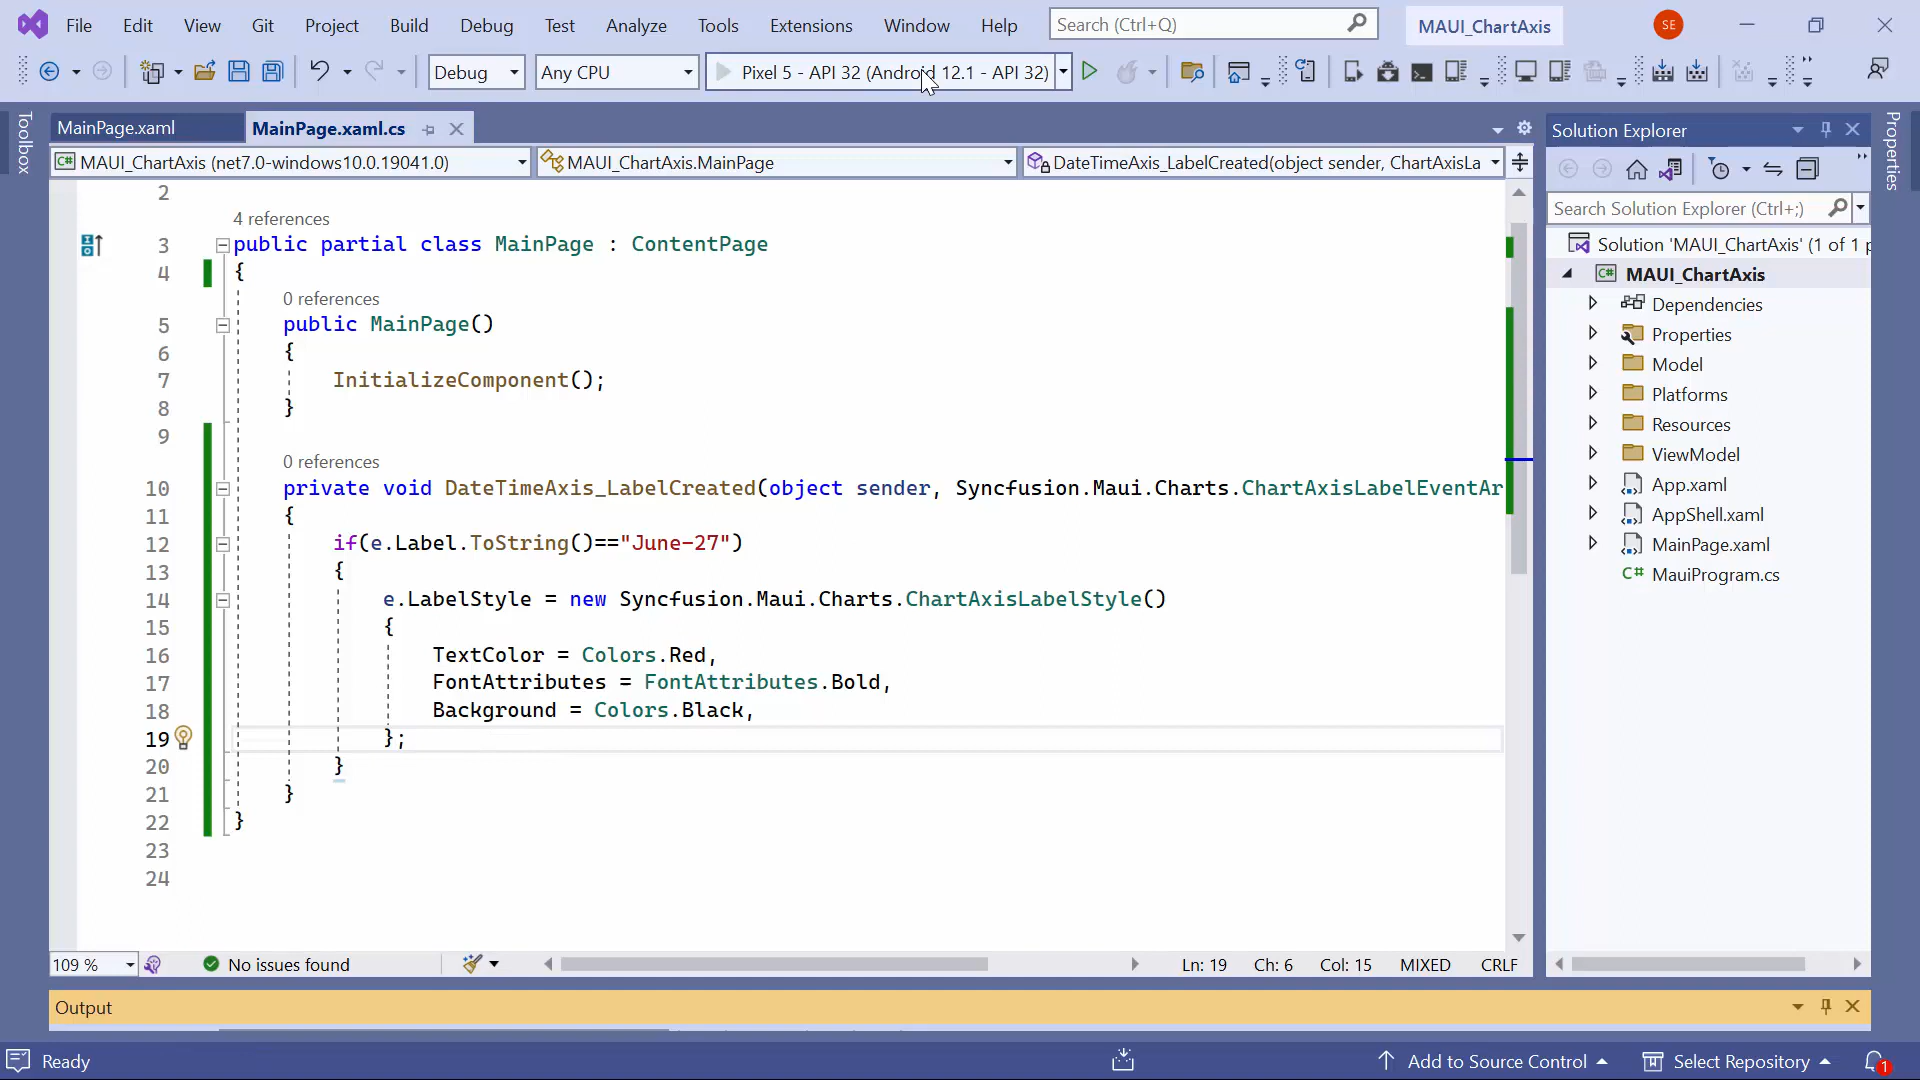 File Edit View Git Project Build Debug Test Analyze Tools Extensions Window Help Search (Ctrl+Q) MAUI_ChartAxis SE
Debug Any CPU Pixel 5 - API 32 (Android 12.1 - API 32)
Toolbox
MainPage.xaml MainPage.xaml.cs
MAUI_ChartAxis (net7.0-windows10.0.19041.0) MAUI_ChartAxis.MainPage DateTimeAxis_LabelCreated(object sender, ChartAxisLa
2
4 references
3 public partial class MainPage : ContentPage
4 {
0 references
5 public MainPage()
6 {
7 InitializeComponent();
8 }
9
0 references
10 private void DateTimeAxis_LabelCreated(object sender, Syncfusion.Maui.Charts.ChartAxisLabelEventAr
11 {
12 if(e.Label.ToString()=="June-27")
13 {
14 e.LabelStyle = new Syncfusion.Maui.Charts.ChartAxisLabelStyle()
15 {
16 TextColor = Colors.Red,
17 FontAttributes = FontAttributes.Bold,
18 Background = Colors.Black,
19 };
20 }
21 }
22 }
23
24
109 % No issues found Ln: 19 Ch: 6 Col: 15 MIXED CRLF
Solution Explorer
Search Solution Explorer (Ctrl+;)
Solution 'MAUI_ChartAxis' (1 of 1 p
C# MAUI_ChartAxis
Dependencies
Properties
Model
Platforms
Resources
ViewModel
App.xaml
AppShell.xaml
MainPage.xaml
C# MauiProgram.cs
Properties
Output
Ready Add to Source Control Select Repository 1